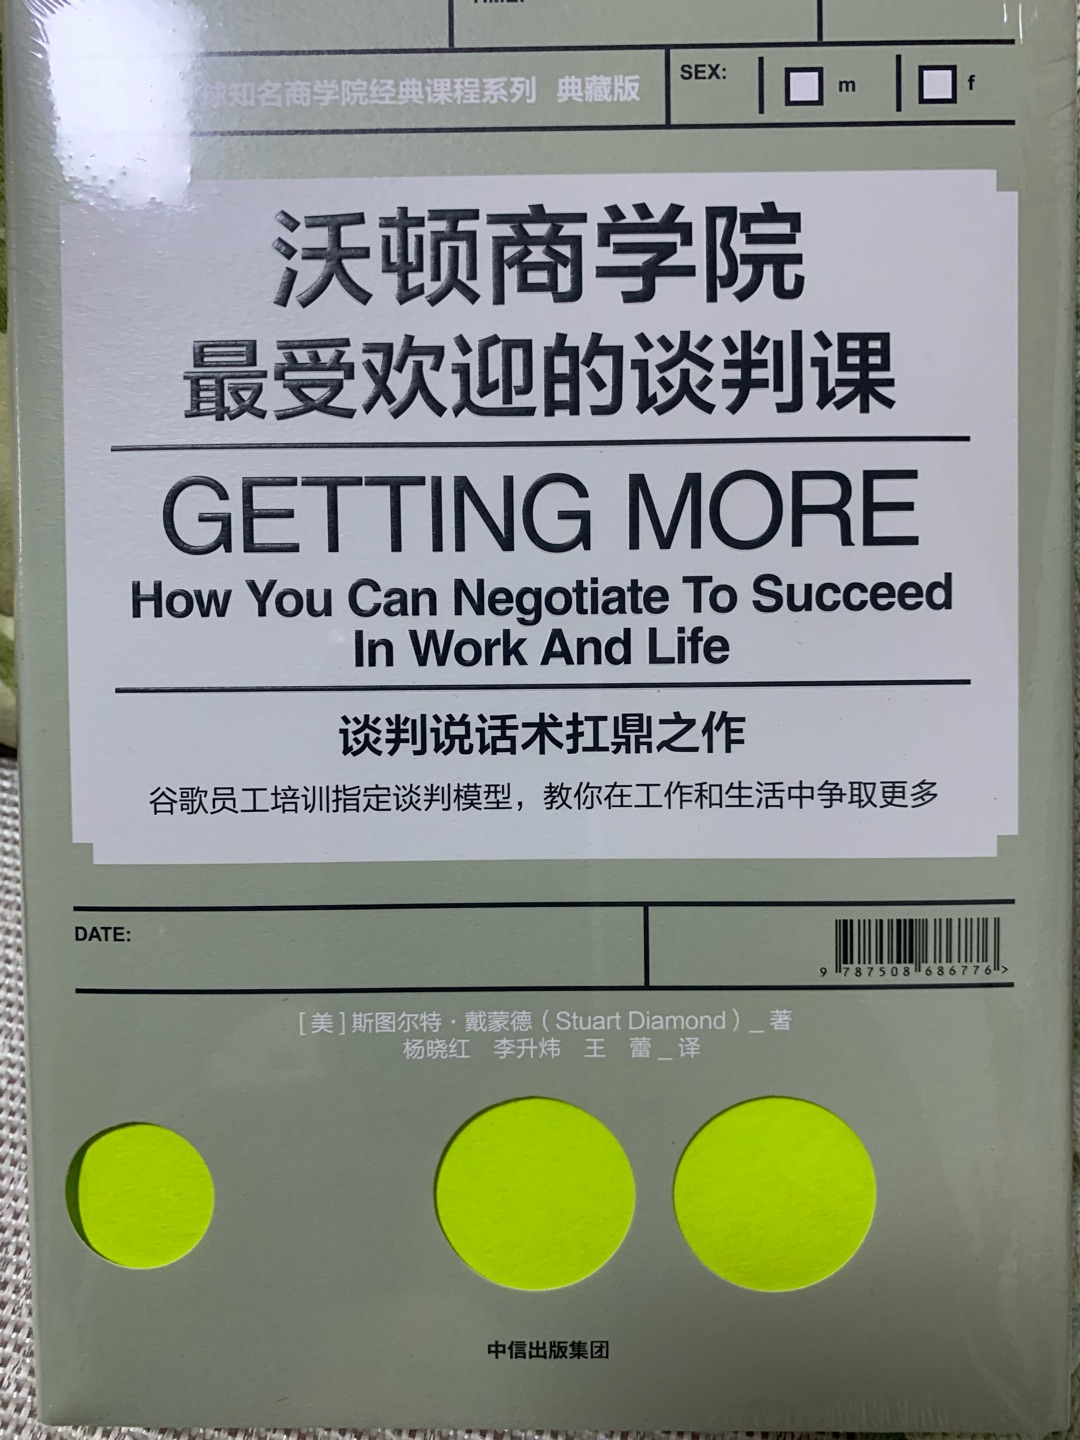 球知名商学院经典课程系列 典藏版
SEX:
m
f
沃顿商学院
最受欢迎的谈判课
GETTING MORE
How You Can Negotiate To Succeed
In Work And Life
谈判说话术扛鼎之作
谷歌员工培训指定谈判模型，教你在工作和生活中争取更多
DATE:
9 787508 686776 >
[美]斯图尔特·戴蒙德（Stuart Diamond）_著
杨晓红 李升炜 王 蕾_译
中信出版集团